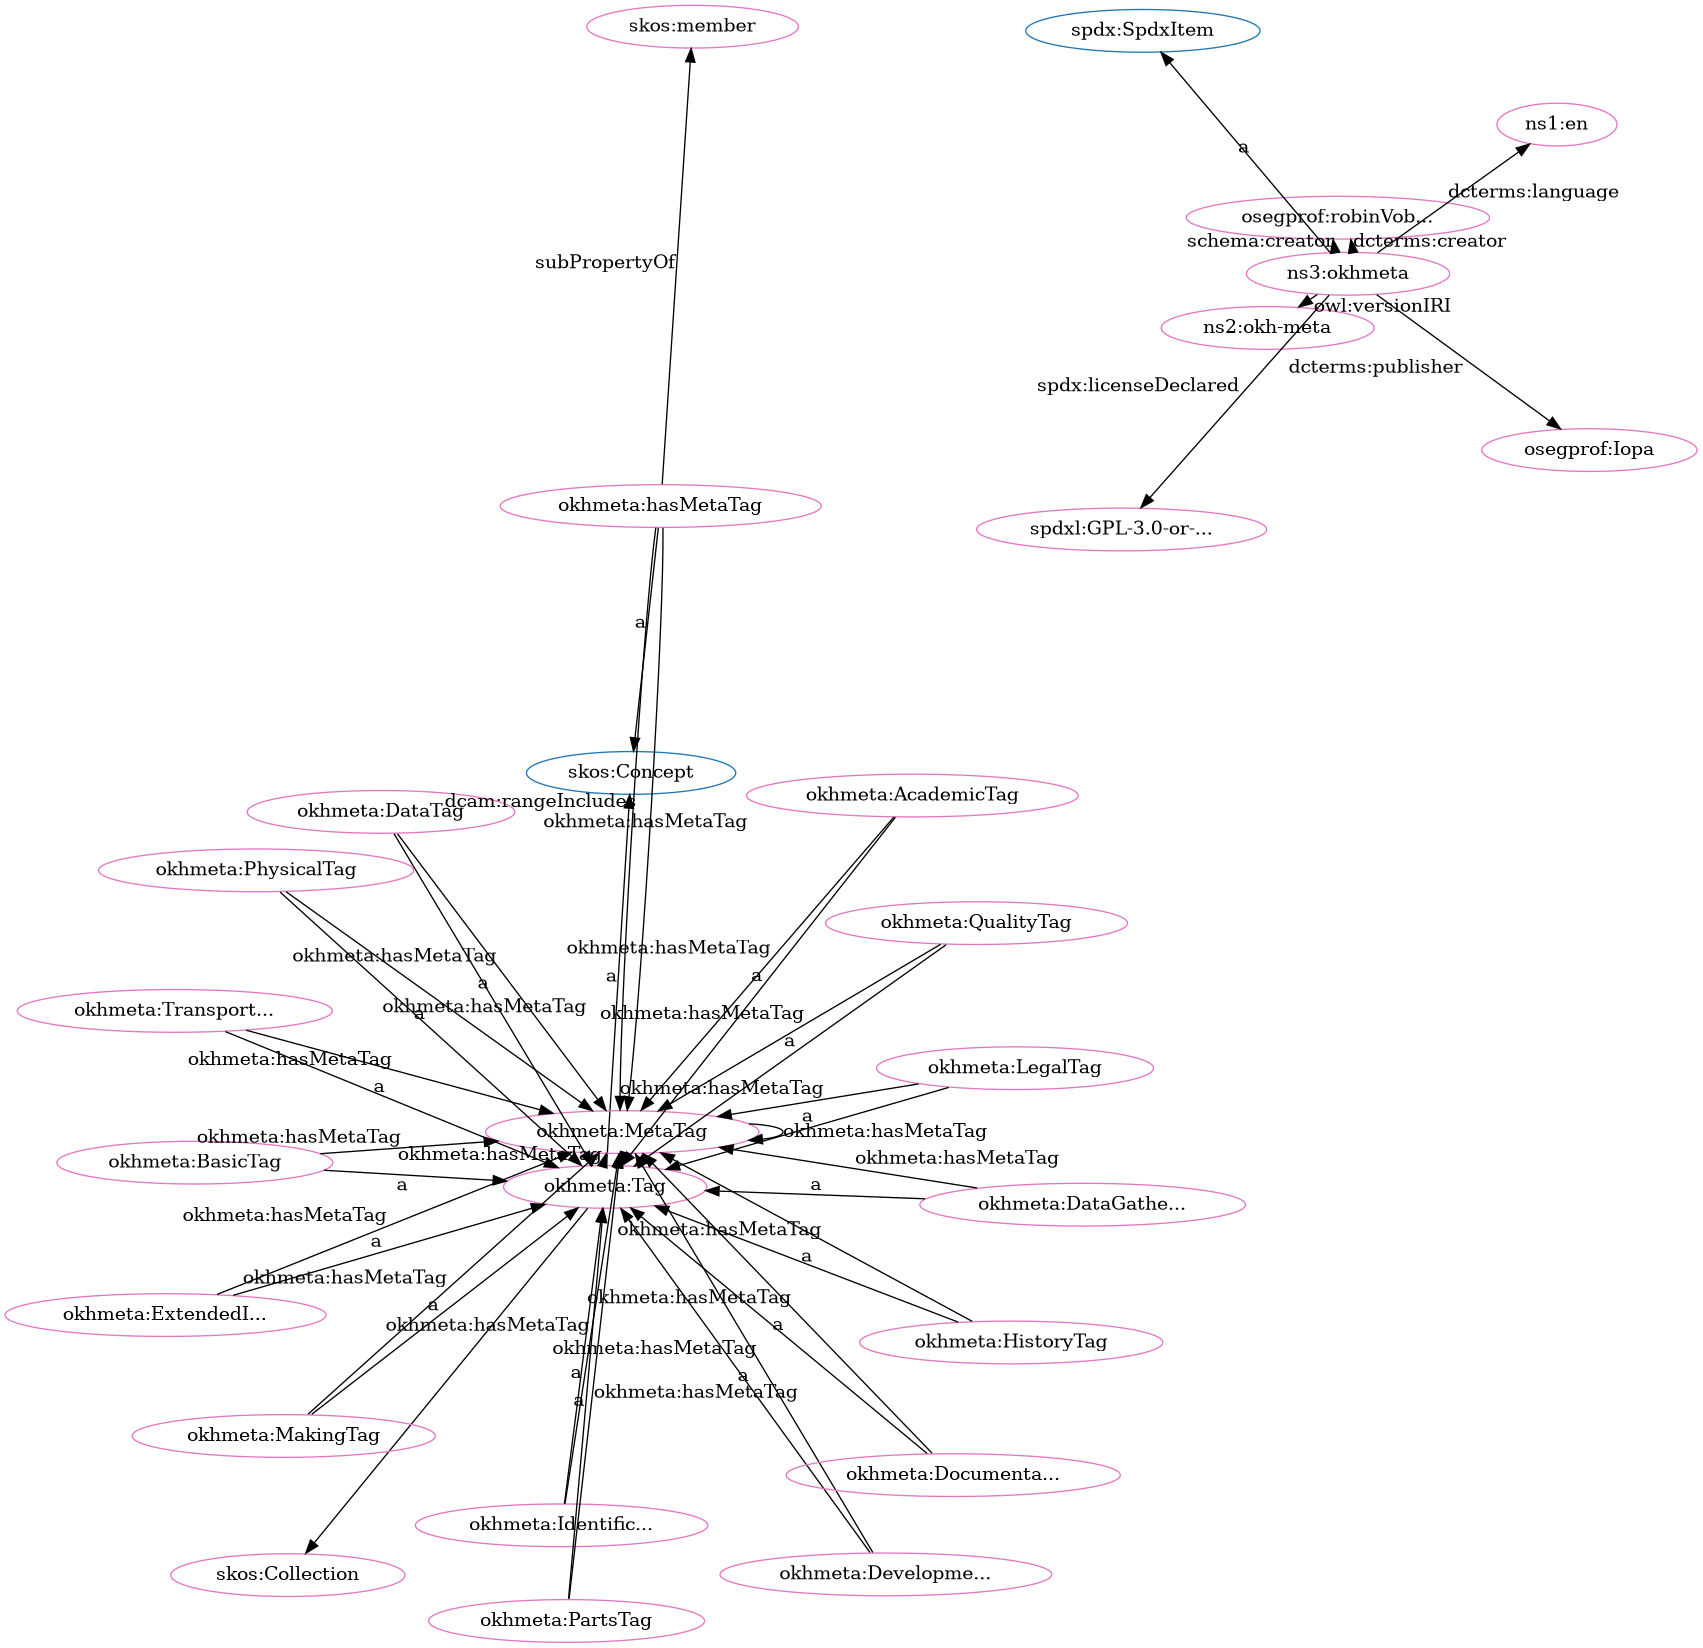 skos:member
spdx:SpdxItem
ns1:en
a
dcterms:language
osegprof:robinVob...
schema:creator
dcterms:creator
subPropertyOf
ns3:okhmeta
owl:versionIRI
ns2:okh-meta
dcterms:publisher
spdx:licenseDeclared
osegprof:Iopa
okhmeta:hasMetaTag
spdxl:GPL-3.0-or-...
a
skos:Concept
okhmeta:AcademicTag
dcam:rangeIncludes
okhmeta:DataTag
okhmeta:hasMetaTag
okhmeta:PhysicalTag
okhmeta:QualityTag
okhmeta:hasMetaTag
okhmeta:hasMetaTag
a
a
a
okhmeta:hasMetaTag
okhmeta:Transport...
a
okhmeta:hasMetaTag
a
okhmeta:hasMetaTag
okhmeta:LegalTag
a
okhmeta:hasMetaTag
a
okhmeta:MetaTag
okhmeta:hasMetaTag
okhmeta:hasMetaTag
okhmeta:hasMetaTag
okhmeta:hasMetaTag
okhmeta:BasicTag
a
okhmeta:Tag
a
okhmeta:DataGathe...
okhmeta:hasMetaTag
okhmeta:hasMetaTag
a
a
okhmeta:hasMetaTag
okhmeta:hasMetaTag
a
okhmeta:ExtendedI...
okhmeta:hasMetaTag
a
okhmeta:HistoryTag
okhmeta:hasMetaTag
a
a
okhmeta:hasMetaTag
a
okhmeta:MakingTag
okhmeta:Documenta...
okhmeta:Identific...
skos:Collection
okhmeta:Developme...
okhmeta:PartsTag